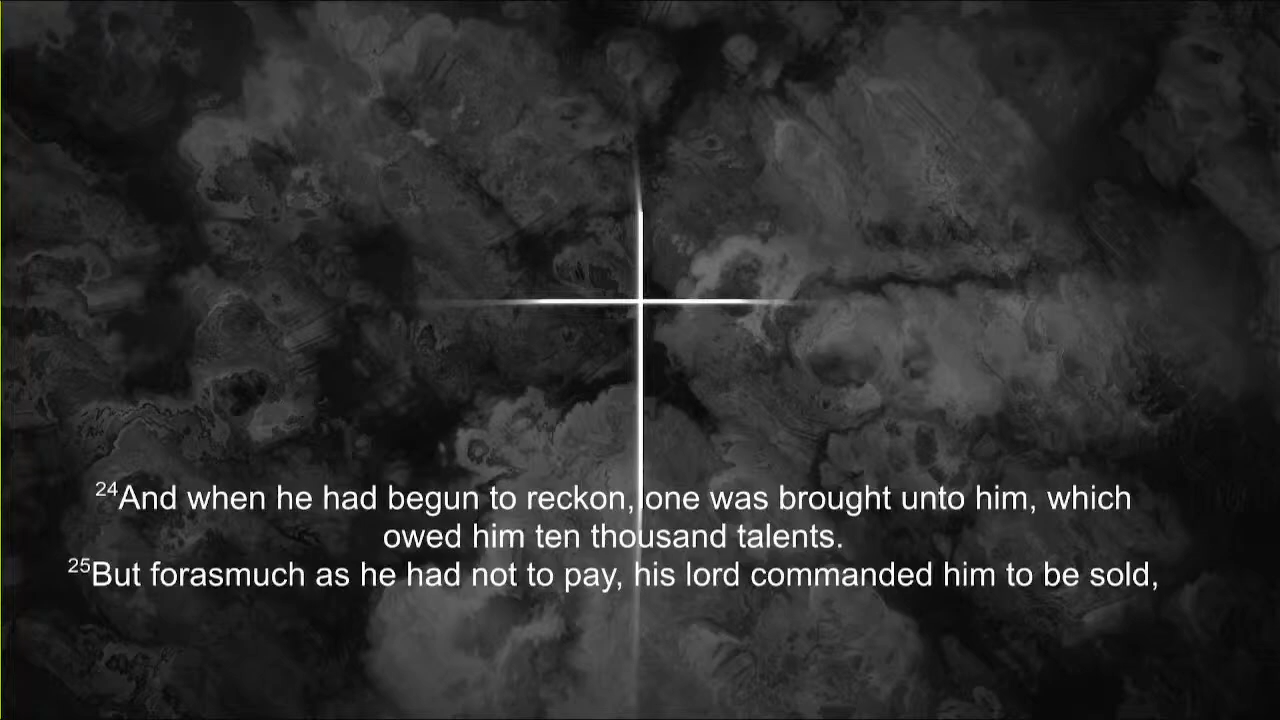 24And when he had begun to reckon, one was brought unto him, which
owed him ten thousand talents.
25But forasmuch as he had not to pay, his lord commanded him to be sold,